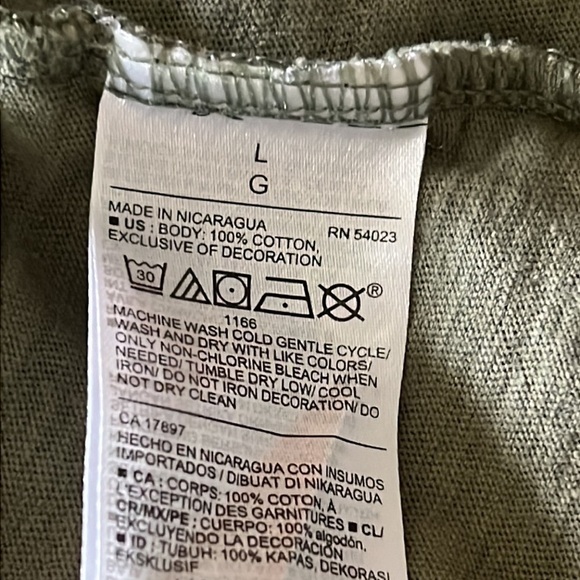 L
G
MADE IN NICARAGUA RN 54023
■ US : BODY: 100% COTTON,
EXCLUSIVE OF DECORATION
30 ®
1166
MACHINE WASH COLD GENTLE CYCLE/
WASH AND DRY WITH LIKE COLORS/
ONLY NON-CHLORINE BLEACH WHEN
NEEDED/ TUMBLE DRY LOW/ COOL
IRON/ DO NOT IRON DECORATION/DO
NOT DRY CLEAN
CA 17897
HECHO EN NICARAGUA CON INSUMOS
IMPORTADOS / DIBUAT DI NIKARAGUA
■ CA : CORPS: 100% COTON, À
L'EXCEPTION DES GARNITURES ■ CL/
CR/MX/PE : CUERPO: 100% algodón,
EXCLUYENDO LA DECORACIÓN
■ ID : TUBUH: 100% KAPAS, DEKORASI
EKSKLUSIF